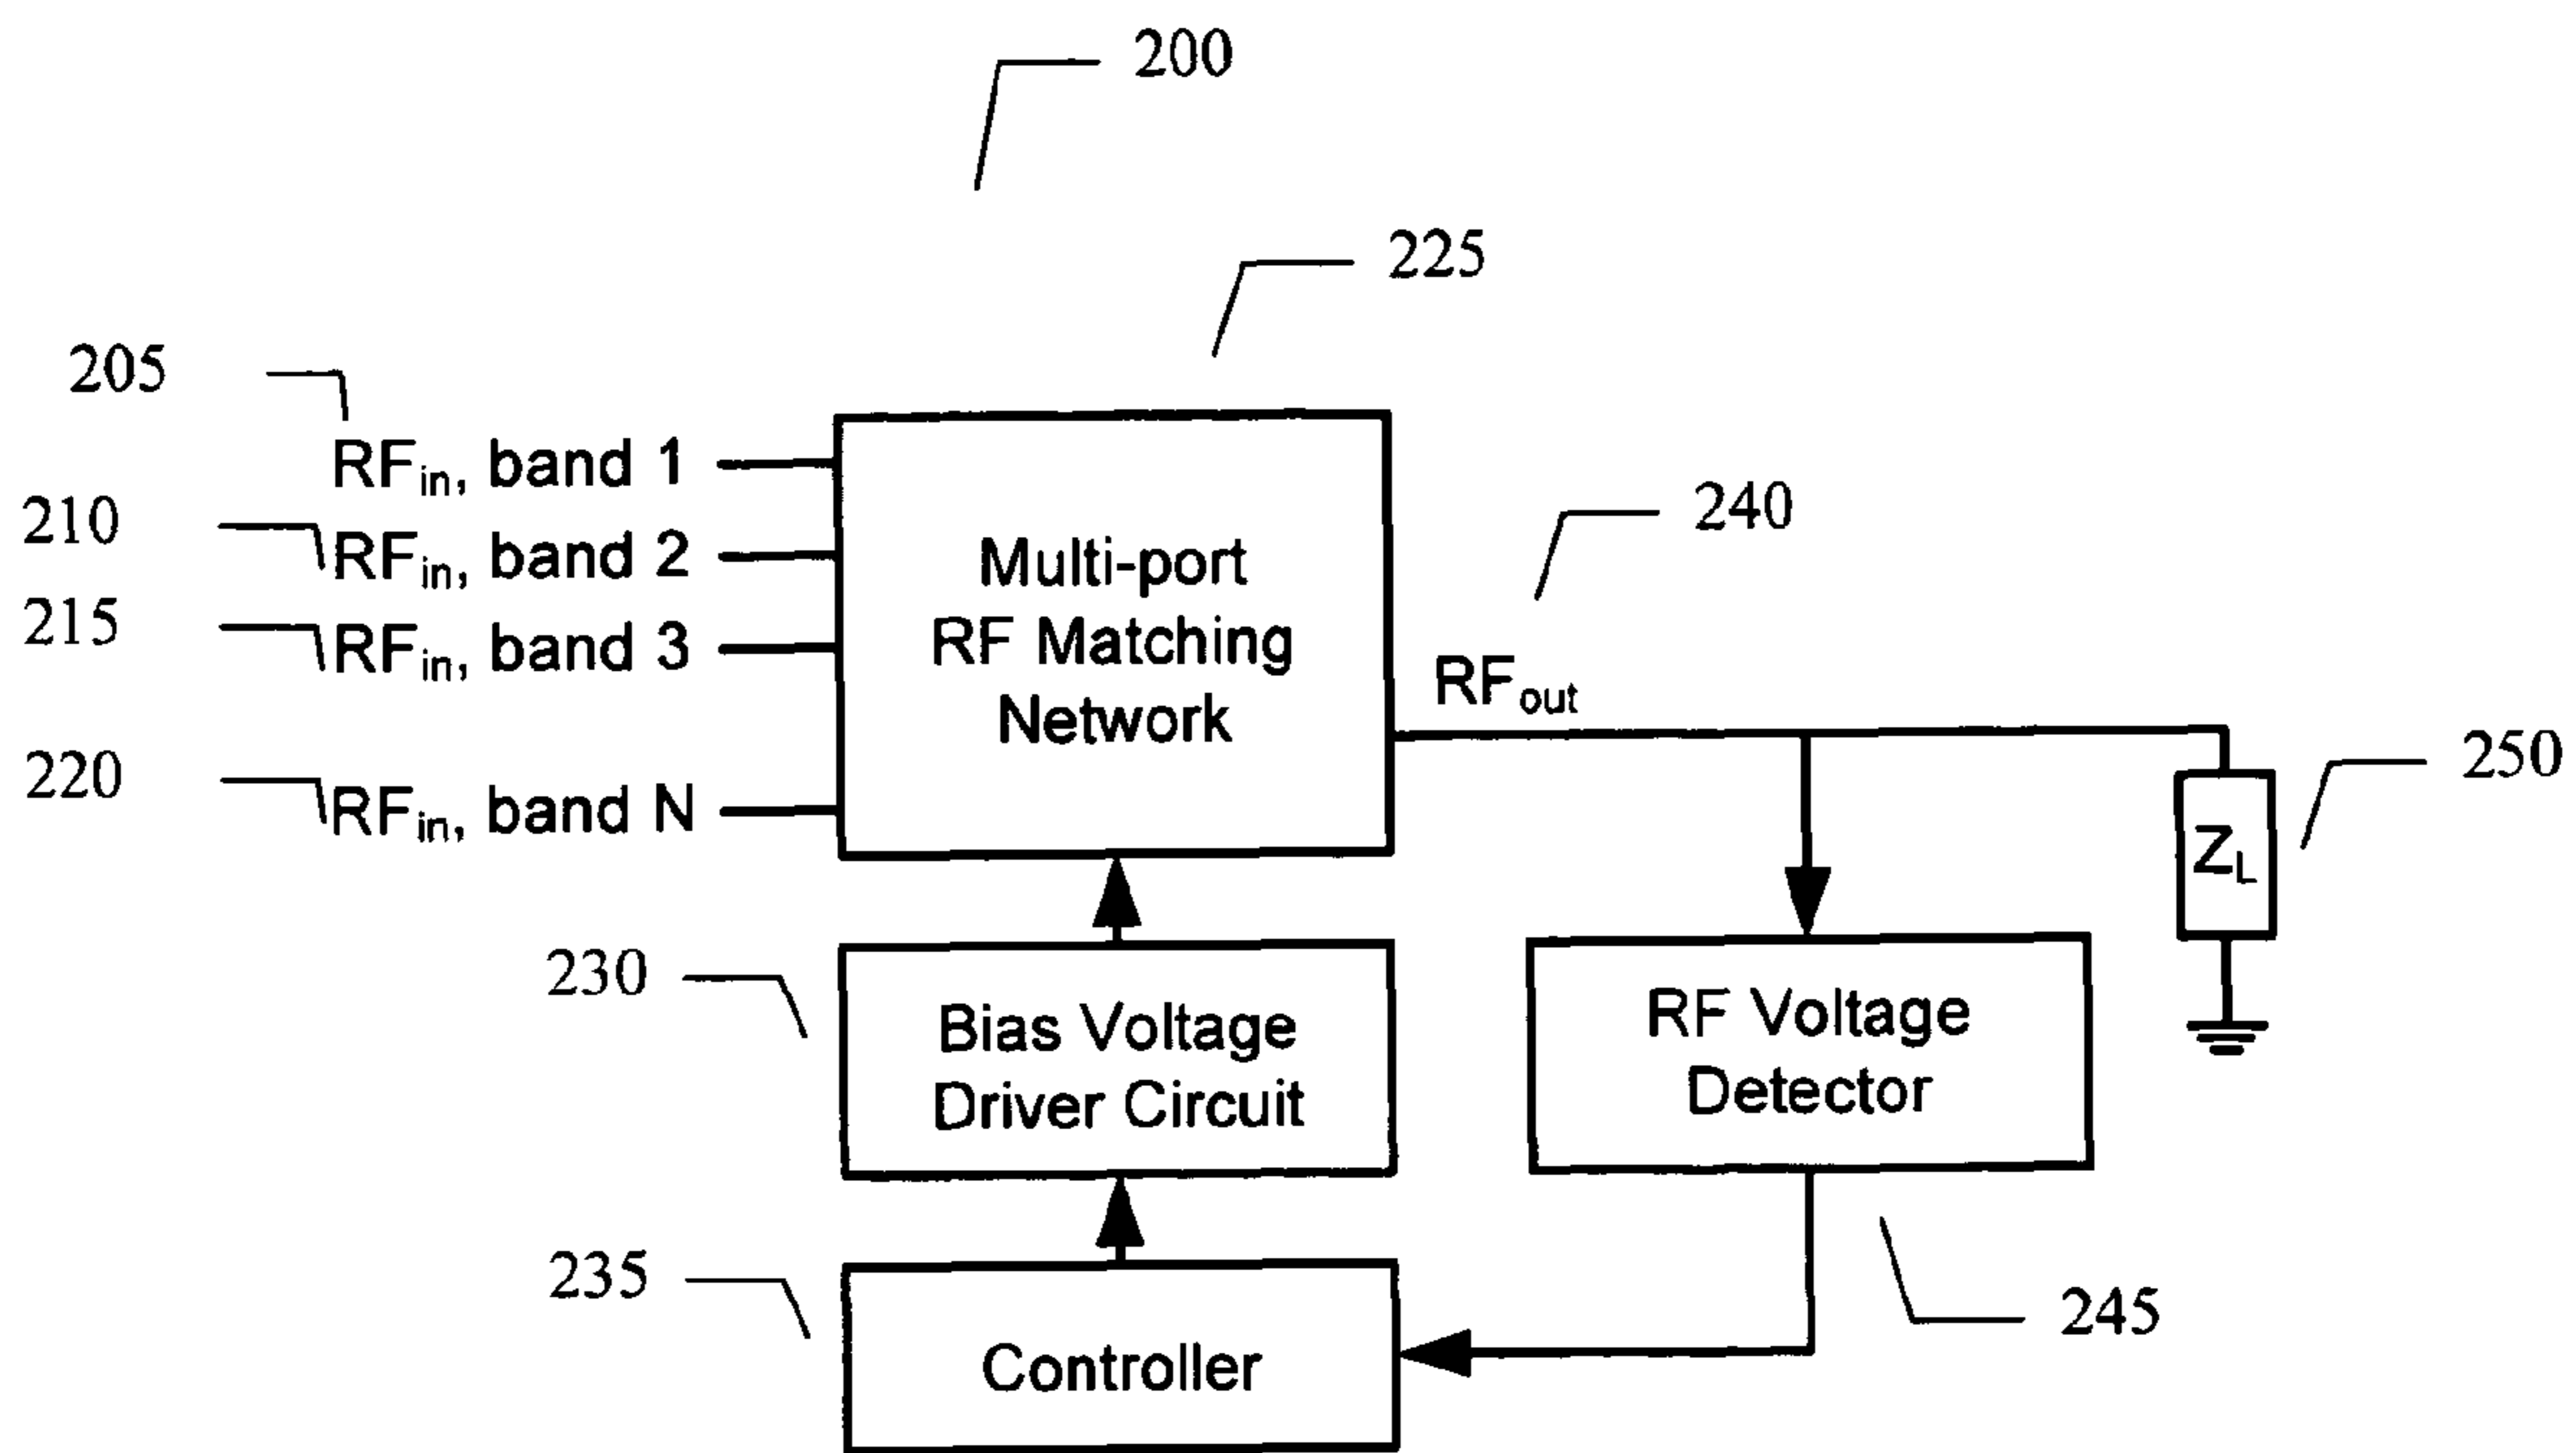 200
225
205
RFin, band 1
210
RFin, band 2
215
RFin, band 3
220
RFin, band N
Multi-port
RF Matching
Network
240
RFout
250
ZL
230
Bias Voltage
Driver Circuit
RF Voltage
Detector
235
Controller
245